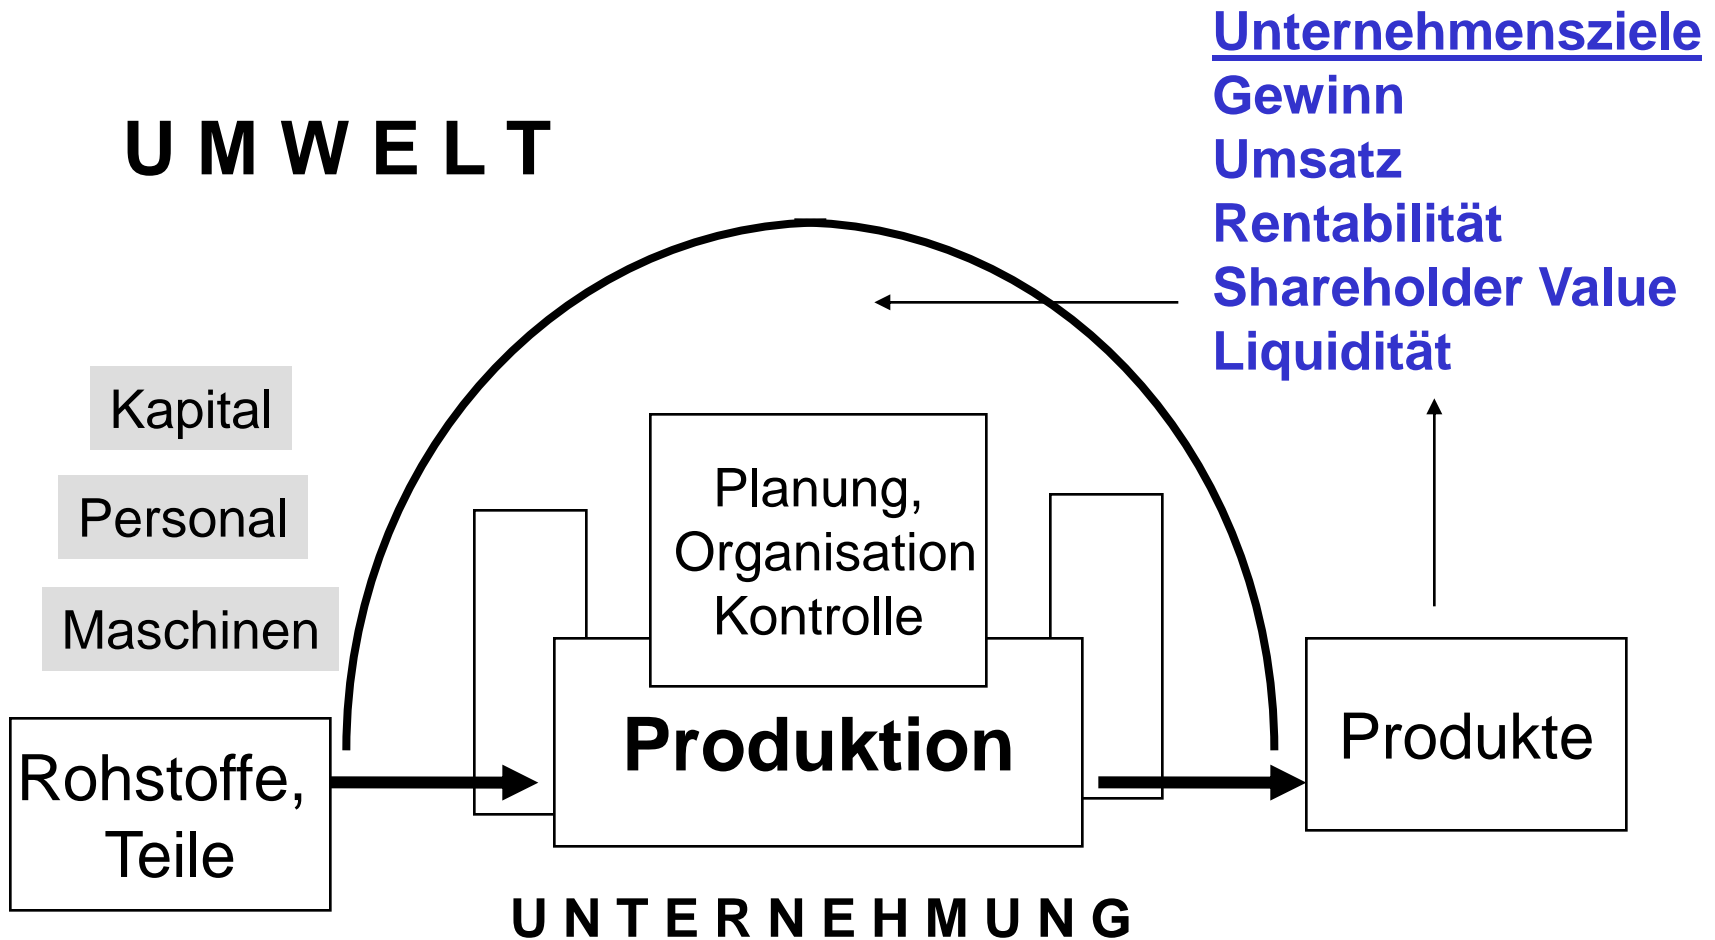 Unternehmensziele
Gewinn
Umsatz
Rentabilität
Shareholder Value
Liquidität
U M W E L T
Kapital
Personal
Maschinen
Rohstoffe,
Teile
Planung,
Organisation
Kontrolle
Produktion
Produkte
U N T E R N E H M U N G